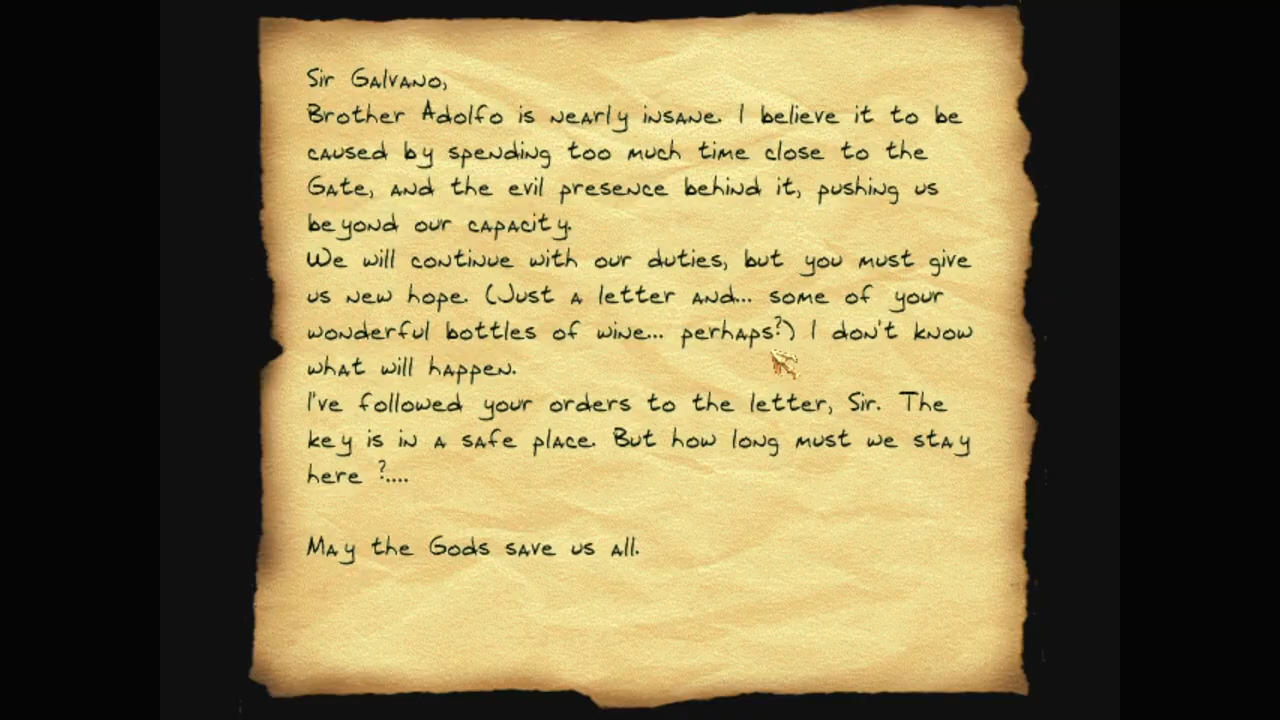 Sir Galvano,
Brother Adolfo is nearly insane. I believe it to be
caused by spending too much time close to the
Gate, and the evil presence behind it, pushing us
beyond our capacity.
We will continue with our duties, but you must give
us new hope. (Just a letter and... some of your
wonderful bottles of wine... perhaps?) I don't know
what will happen.
I've followed your orders to the letter, Sir. The
key is in a safe place. But how long must we stay
here ?....
May the Gods save us all.